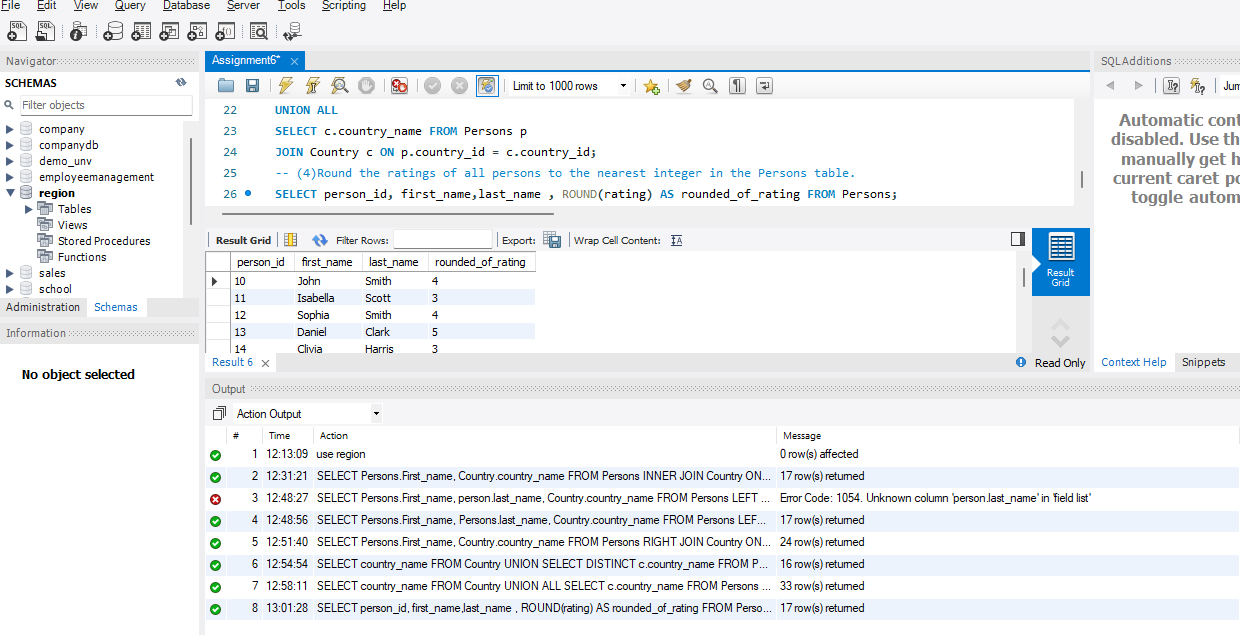 File Edit View Query Database Server Tools Scripting Help
Navigator
SCHEMAS
Filter objects
company
companydb
demo_unv
employeemanagement
region
Tables
Views
Stored Procedures
Functions
sales
school
Administration Schemas
Information
No object selected
Assignment6*
Limit to 1000 rows
22 UNION ALL
23 SELECT c.country_name FROM Persons p
24 JOIN Country c ON p.country_id = c.country_id;
25 -- (4)Round the ratings of all persons to the nearest integer in the Persons table.
26 SELECT person_id, first_name,last_name , ROUND(rating) AS rounded_of_rating FROM Persons;
Result Grid Filter Rows: Export: Wrap Cell Content:
person_id first_name last_name rounded_of_rating
10 John Smith 4
11 Isabella Scott 3
12 Sophia Smith 4
13 Daniel Clark 5
14 Clivia Harris 3
Result 6
Result
Grid
Read Only
SQLAdditions
Jum
Automatic cont
disabled. Use th
manually get h
current caret po
toggle autom
Context Help Snippets
Output
Action Output
# Time Action Message
1 12:13:09 use region 0 row(s) affected
2 12:31:21 SELECT Persons.First_name, Country.country_name FROM Persons INNER JOIN Country ON... 17 row(s) returned
3 12:48:27 SELECT Persons.First_name, person.last_name, Country.country_name FROM Persons LEFT ... Error Code: 1054. Unknown column 'person.last_name' in 'field list'
4 12:48:56 SELECT Persons.First_name, Persons.last_name, Country.country_name FROM Persons LEF... 17 row(s) returned
5 12:51:40 SELECT Persons.First_name, Country.country_name FROM Persons RIGHT JOIN Country ON... 24 row(s) returned
6 12:54:54 SELECT country_name FROM Country UNION SELECT DISTINCT c.country_name FROM P... 16 row(s) returned
7 12:58:11 SELECT country_name FROM Country UNION ALL SELECT c.country_name FROM Persons ... 33 row(s) returned
8 13:01:28 SELECT person_id, first_name,last_name , ROUND(rating) AS rounded_of_rating FROM Perso... 17 row(s) returned